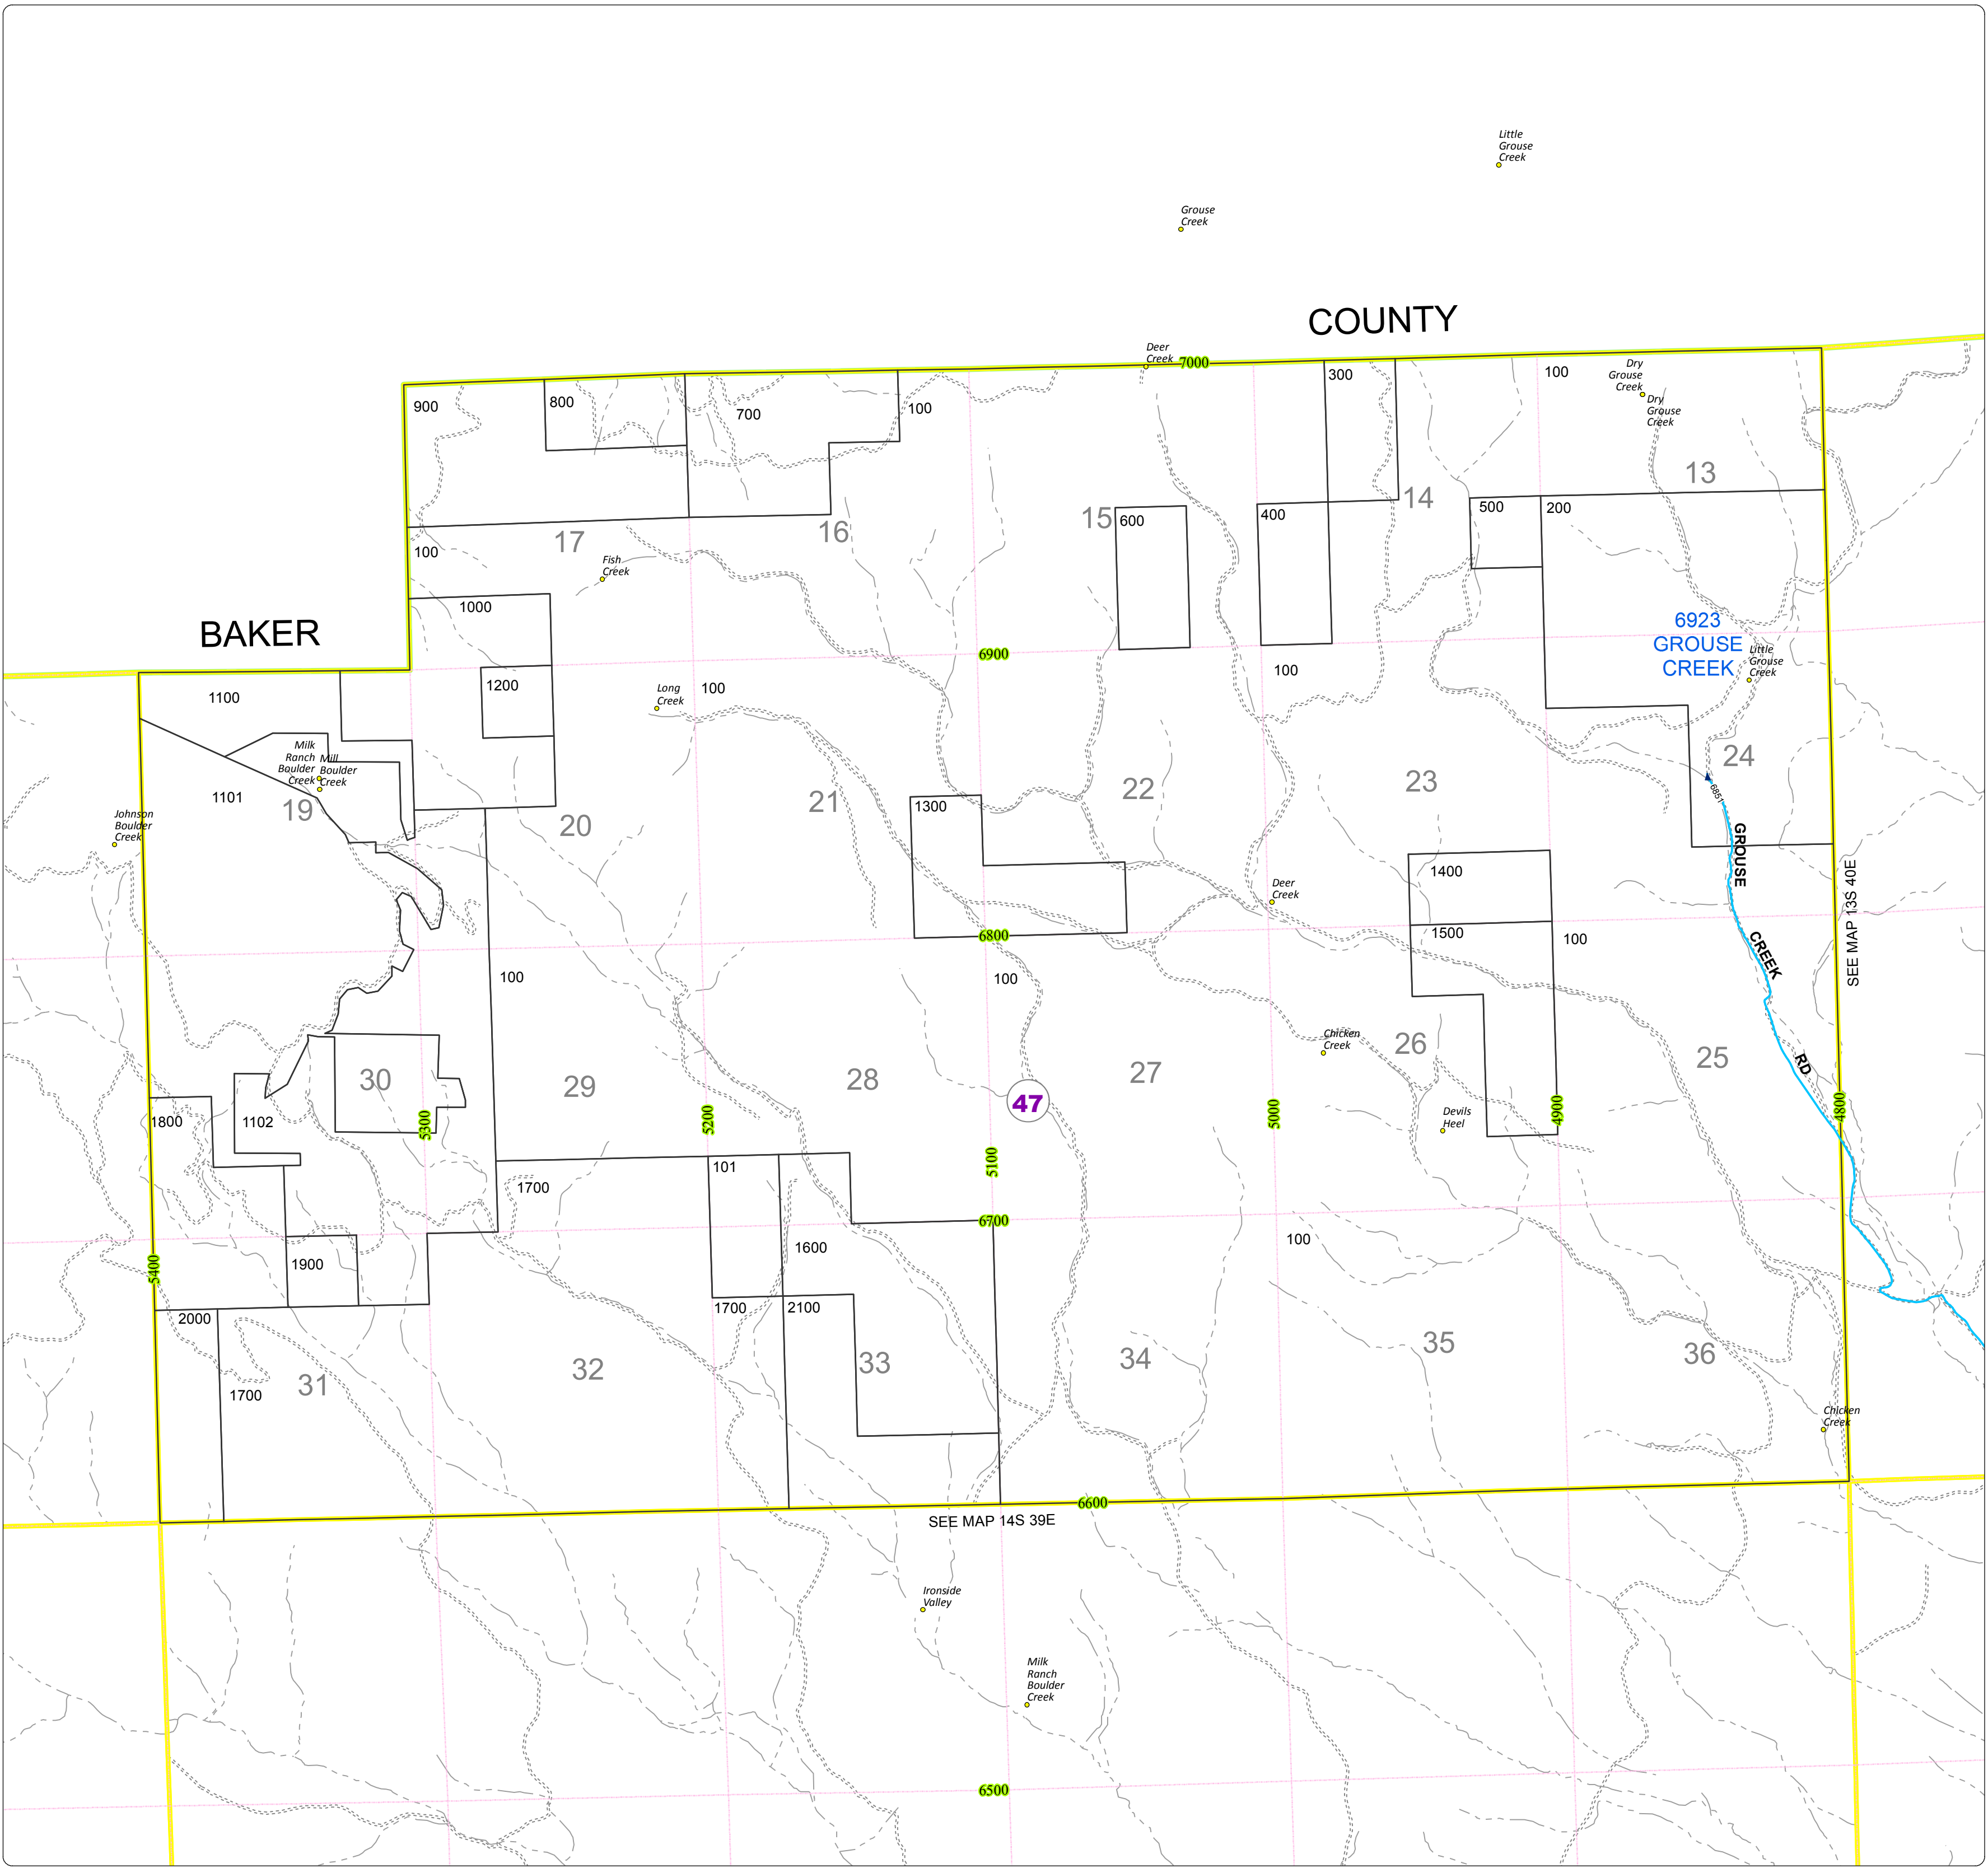 Little
Grouse
Creek
Grouse
Creek
COUNTY
Deer
Creek
7000
300
100
Dry
Grouse
Creek
Dry
Grouse
Creek
900
800
700
100
13
14
500
200
400
15
600
16
17
100
Fish
Creek
1000
BAKER
6923
GROUSE
CREEK
Little
Grouse
Creek
6900
100
1200
Long
Creek
100
1100
Milk
Ranch
Boulder
Creek
Mill
Boulder
Creek
1101
19
Johnson
Boulder
Creek
20
21
22
23
24
6851
1300
GROUSE
CREEK
RD
SEE MAP 13S 40E
1400
Deer
Creek
1500
100
6800
100
100
Chicken
Creek
26
25
27
28
29
30
47
Devils
Heel
4900
4800
5000
5100
5200
5300
1800
1102
101
1700
6700
100
1600
1900
5400
2000
1700
2100
31
1700
32
33
34
35
36
Chicken
Creek
6600
SEE MAP 14S 39E
Ironside
Valley
Milk
Ranch
Boulder
Creek
6500